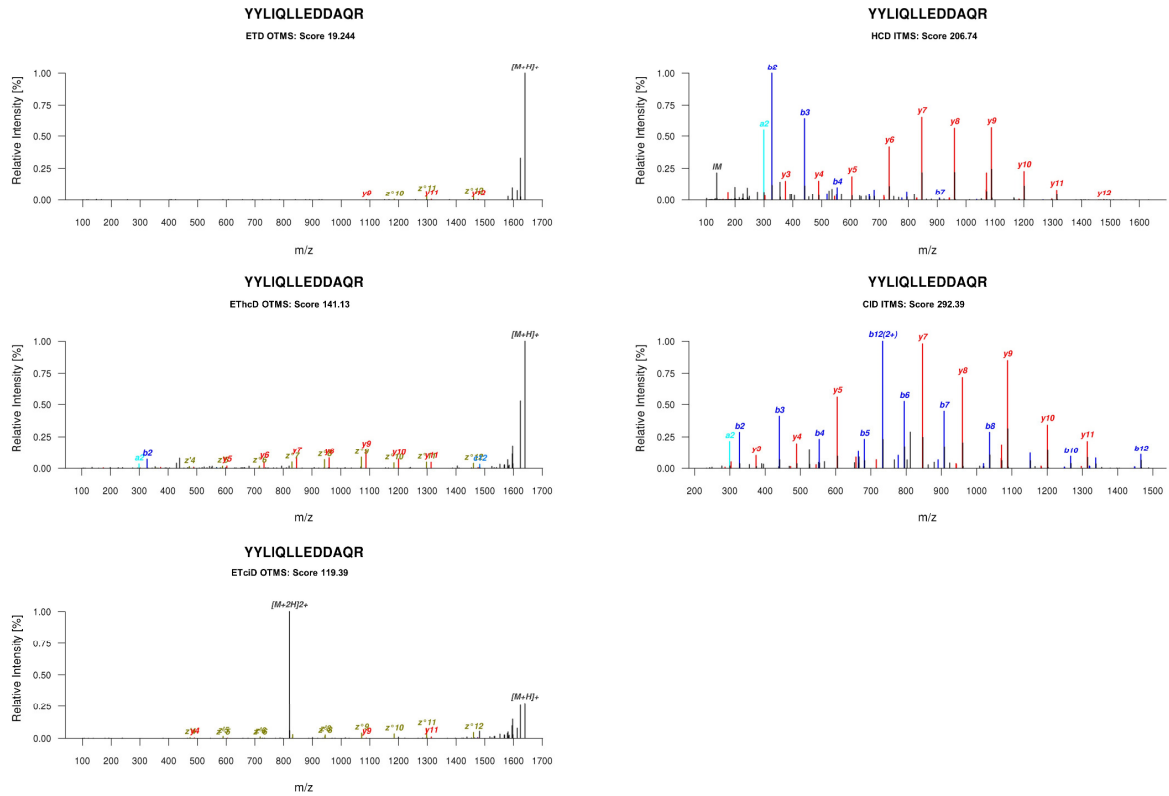 YYLIQLLEDDAQR
ETD OTMS: Score 19.244
Relative Intensity [%]
1.00
0.75
0.50
0.25
0.00
[M+H]+
y9
z°10
z°11
y11
z°12
y12
100 200 300 400 500 600 700 800 900 1000 1100 1200 1300 1400 1500 1600 1700
m/z
YYLIQLLEDDAQR
HCD ITMS: Score 206.74
Relative Intensity [%]
1.00
0.75
0.50
0.25
0.00
IM
a2
b2
y3
b3
y4
b4
y5
y6
y7
b7
y8
y9
y10
y11
y12
100 200 300 400 500 600 700 800 900 1000 1100 1200 1300 1400 1500 1600
m/z
YYLIQLLEDDAQR
EThcD OTMS: Score 141.13
Relative Intensity [%]
1.00
0.75
0.50
0.25
0.00
[M+H]+
a2
b2
z°4
y5
y6
y7
y9
y10
z°10
y11
c12
100 200 300 400 500 600 700 800 900 1000 1100 1200 1300 1400 1500 1600 1700
m/z
YYLIQLLEDDAQR
CID ITMS: Score 292.39
Relative Intensity [%]
1.00
0.75
0.50
0.25
0.00
a2
b2
y3
b3
y4
b4
y5
b5
b12(2+)
b6
y7
b7
y8
b8
y9
y10
b10
y11
b12
200 300 400 500 600 700 800 900 1000 1100 1200 1300 1400 1500
m/z
YYLIQLLEDDAQR
ETciD OTMS: Score 119.39
Relative Intensity [%]
1.00
0.75
0.50
0.25
0.00
[M+2H]2+
[M+H]+
y4
z°9
y9
z°10
z°11
y11
z°12
100 200 300 400 500 600 700 800 900 1000 1100 1200 1300 1400 1500 1600 1700
m/z